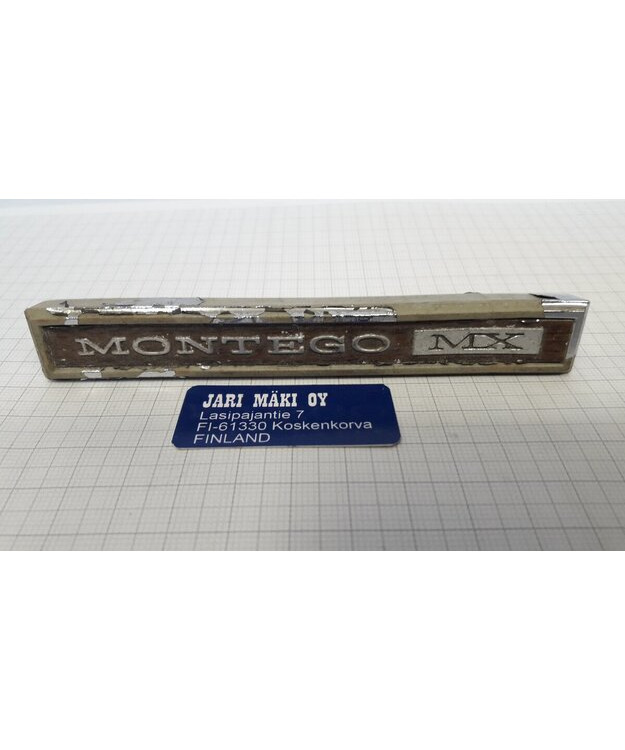 MONTEGO MX
JARI MÄKI OY
Lasipajantie 7
FI-61330 Koskenkorva
FINLAND